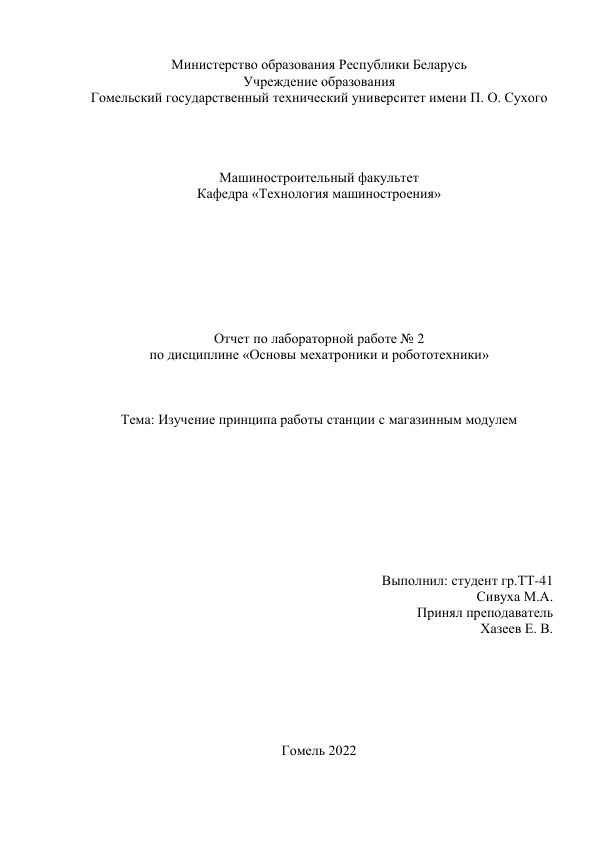 Министерство образования Республики Беларусь
Учреждение образования
Гомельский государственный технический университет имени П. О. Сухого
Машиностроительный факультет
Кафедра «Технология машиностроения»
Отчет по лабораторной работе № 2
по дисциплине «Основы мехатроники и робототехники»
Тема: Изучение принципа работы станции с магазинным модулем
Выполнил: студент гр.ТТ-41
Сивуха М.А.
Принял преподаватель
Хазеев Е. В.
Гомель 2022